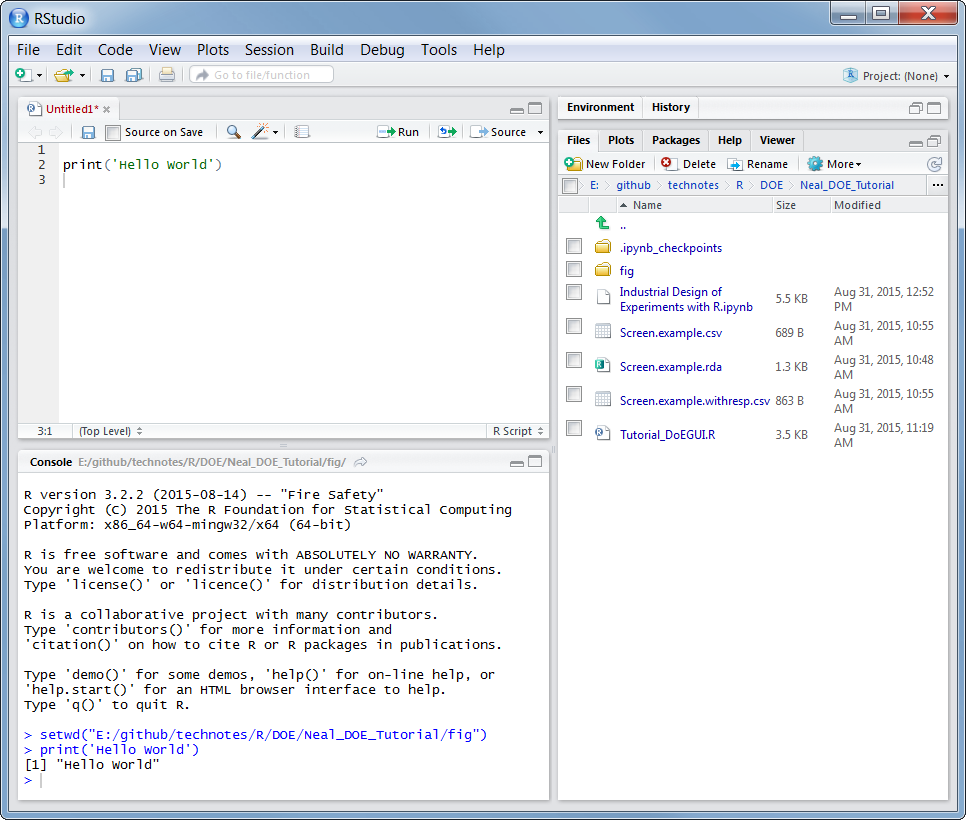 RStudio
File Edit Code View Plots Session Build Debug Tools Help
Go to file/function
Project: (None)
Untitled1*
Source on Save
Run
Source
1
2 print('Hello World')
3
3:1 (Top Level) R Script
Console E:/github/technotes/R/DOE/Neal_DOE_Tutorial/fig/
R version 3.2.2 (2015-08-14) -- "Fire Safety"
Copyright (C) 2015 The R Foundation for Statistical Computing
Platform: x86_64-w64-mingw32/x64 (64-bit)
R is free software and comes with ABSOLUTELY NO WARRANTY.
You are welcome to redistribute it under certain conditions.
Type 'license()' or 'licence()' for distribution details.
R is a collaborative project with many contributors.
Type 'contributors()' for more information and
'citation()' on how to cite R or R packages in publications.
Type 'demo()' for some demos, 'help()' for on-line help, or
'help.start()' for an HTML browser interface to help.
Type 'q()' to quit R.
> setwd("E:/github/technotes/R/DOE/Neal_DOE_Tutorial/fig")
> print('Hello World')
[1] "Hello World"
>
Environment History
Files Plots Packages Help Viewer
New Folder Delete Rename More
E: github technotes R DOE Neal_DOE_Tutorial ...
Name Size Modified
..
.ipynb_checkpoints
fig
Industrial Design of
Experiments with R.ipynb
5.5 KB
Aug 31, 2015, 12:52
PM
Screen.example.csv 689 B
Aug 31, 2015, 10:55
AM
Screen.example.rda 1.3 KB
Aug 31, 2015, 10:48
AM
Screen.example.withresp.csv 863 B
Aug 31, 2015, 10:55
AM
Tutorial_DoEGUI.R 3.5 KB
Aug 31, 2015, 11:19
AM